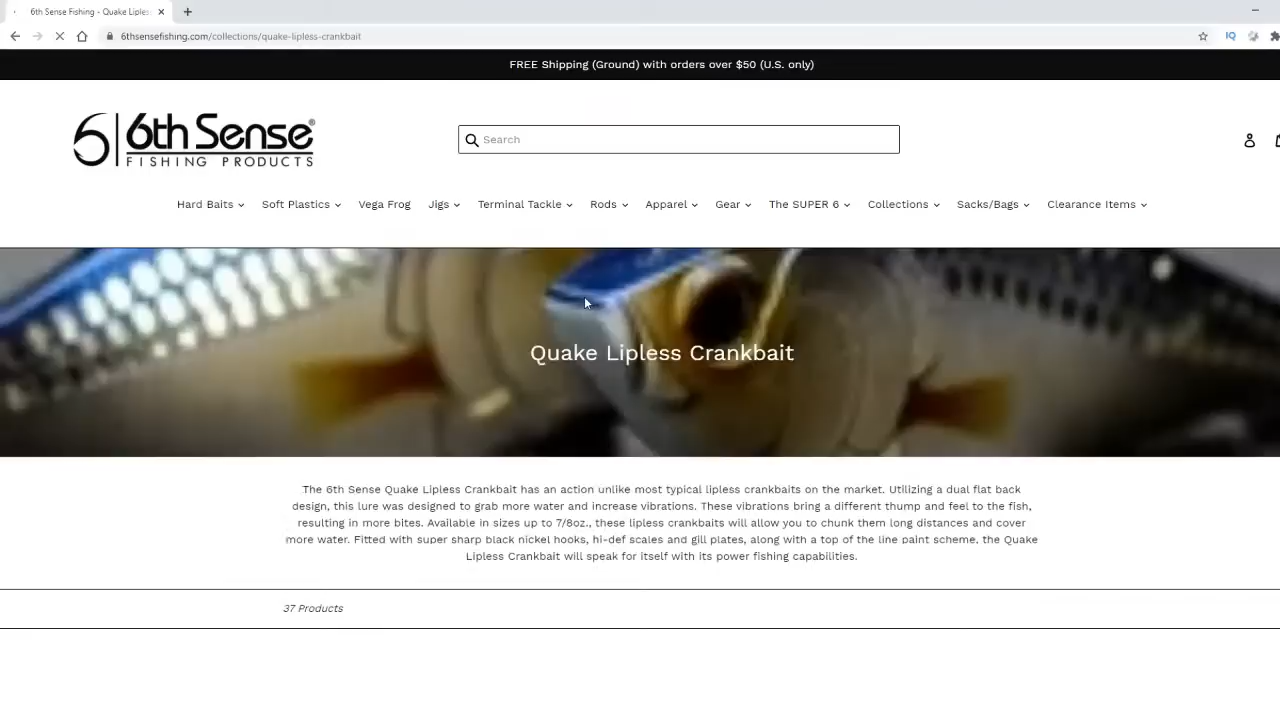 6th Sense Fishing - Quake Liples
6thsensefishing.com/collections/quake-lipless-crankbait
IQ
FREE Shipping (Ground) with orders over $50 (U.S. only)
6 6th Sense®
FISHING PRODUCTS
Search
Hard Baits Soft Plastics Vega Frog Jigs Terminal Tackle Rods Apparel Gear The SUPER 6 Collections Sacks/Bags Clearance Items
Quake Lipless Crankbait
The 6th Sense Quake Lipless Crankbait has an action unlike most typical lipless crankbaits on the market. Utilizing a dual flat back
design, this lure was designed to grab more water and increase vibrations. These vibrations bring a different thump and feel to the fish,
resulting in more bites. Available in sizes up to 7/8oz., these lipless crankbaits will allow you to chunk them long distances and cover
more water. Fitted with super sharp black nickel hooks, hi-def scales and gill plates, along with a top of the line paint scheme, the Quake
Lipless Crankbait will speak for itself with its power fishing capabilities.
37 Products